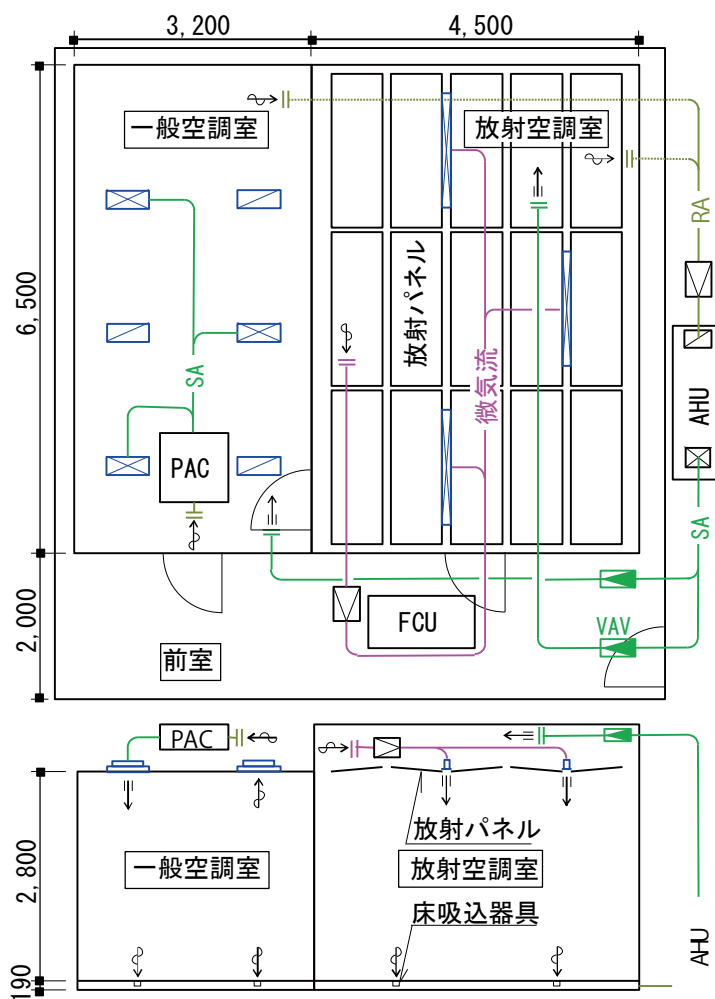 3,200
4,500
一般空調室
放射空調室
RA
6,500
放射パネル
SA
微気流
PAC
AHU
SA
2,000
FCU
VAV
前室
PAC
放射パネル
2,800
一般空調室
放射空調室
床吸込器具
AHU
190